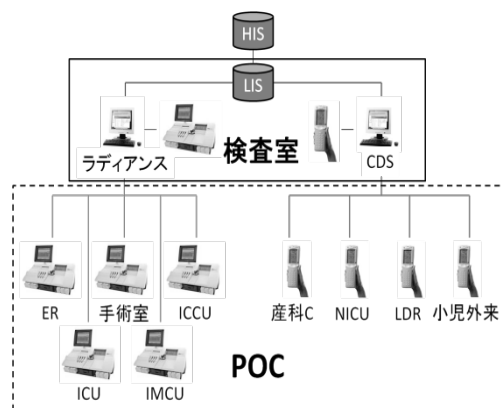 HIS
LIS
ラディアンス
検査室
CDS
ER
手術室
ICCU
産科C
NICU
LDR
小児外来
ICU
IMCU
POC